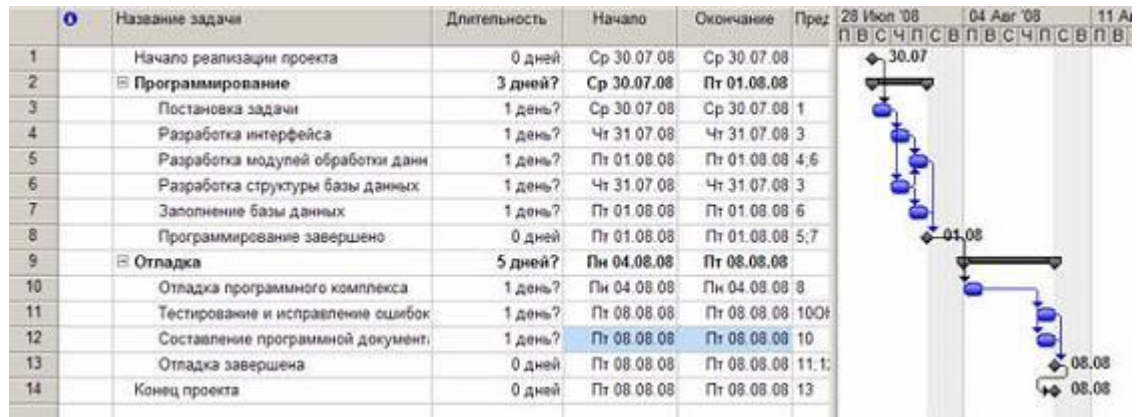 Название задачи Длительность Начало Окончание Пред 28 Июл '08 04 Авг '08 11 А
П В С Ч П С В П В С Ч П С В П В
1 Начало реализации проекта 0 дней Ср 30.07.08 Ср 30.07.08 30.07
2 Программирование 3 дней? Ср 30.07.08 Пт 01.08.08
3 Постановка задачи 1 день? Ср 30.07.08 Ср 30.07.08 1
4 Разработка интерфейса 1 день? Чт 31.07.08 Чт 31.07.08 3
5 Разработка модулей обработки данн 1 день? Пт 01.08.08 Пт 01.08.08 4;6
6 Разработка структуры базы данных 1 день? Чт 31.07.08 Чт 31.07.08 3
7 Заполнение базы данных 1 день? Пт 01.08.08 Пт 01.08.08 6
8 Программирование завершено 0 дней Пт 01.08.08 Пт 01.08.08 5;7 01.08
9 Отладка 5 дней? Пн 04.08.08 Пт 08.08.08
10 Отладка программного комплекса 1 день? Пн 04.08.08 Пн 04.08.08 8
11 Тестирование и исправление ошибок 1 день? Пт 08.08.08 Пт 08.08.08 10ОН
12 Составление программной документ 1 день? Пт 08.08.08 Пт 08.08.08 10
13 Отладка завершена 0 дней Пт 08.08.08 Пт 08.08.08 11;1 08.08
14 Конец проекта 0 дней Пт 08.08.08 Пт 08.08.08 13 08.08